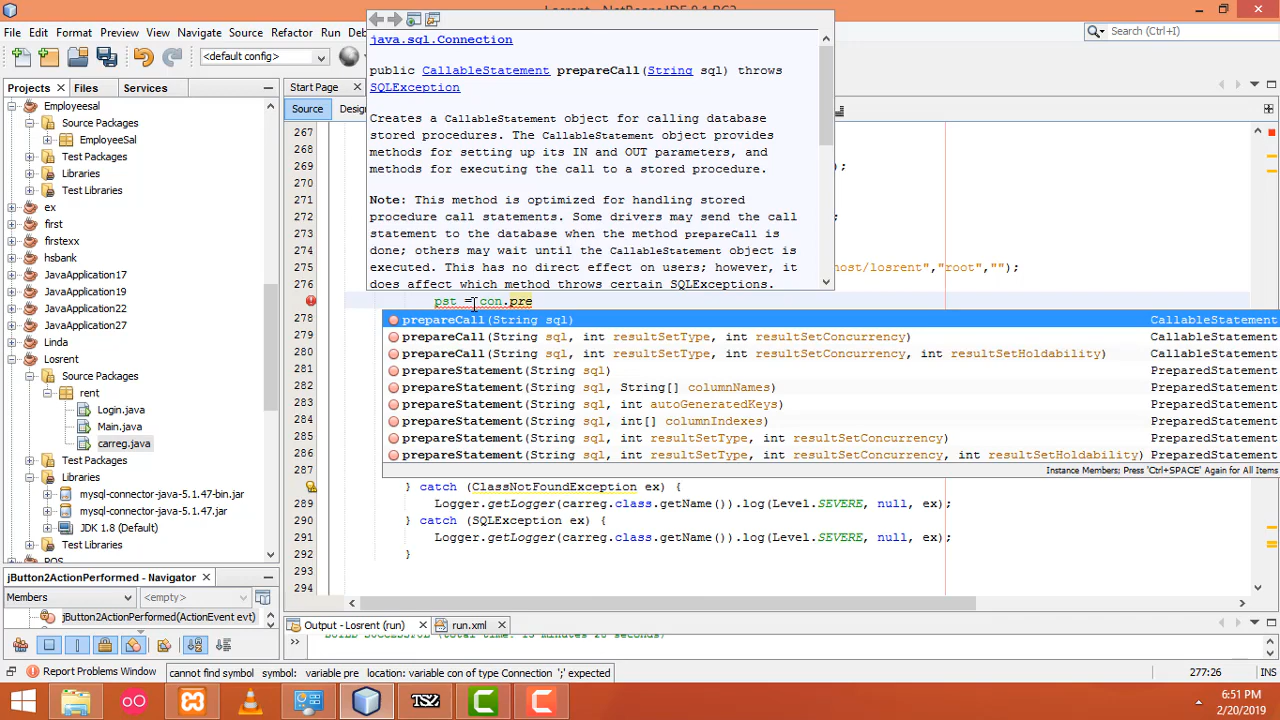 Losrent - NetBeans IDE 8.1 RC2
File Edit View Navigate Source Refactor Run
Format Preview
<default config>
Search (Ctrl+I)
Projects Files Services
Employeesal
Source Packages
EmployeeSal
Test Packages
Libraries
Test Libraries
ex
first
firstexx
hsbank
JavaApplication17
JavaApplication19
JavaApplication22
JavaApplication27
Linda
Losrent
Source Packages
rent
Login.java
Main.java
carreg.java
Test Packages
Libraries
mysql-connector-java-5.1.47-bin.jar
mysql-connector-java-5.1.47.jar
JDK 1.8 (Default)
Test Libraries
POS
jButton2ActionPerformed - Navigator
Members <empty>
jButton2ActionPerformed(ActionEvent evt)
Start Page
Source Design
java.sql.Connection
public CallableStatement prepareCall(String sql) throws
SQLException
Creates a CallableStatement object for calling database
stored procedures. The CallableStatement object provides
methods for setting up its IN and OUT parameters, and
methods for executing the call to a stored procedure.
Note: This method is optimized for handling stored
procedure call statements. Some drivers may send the call
statement to the database when the method prepareCall is
done; others may wait until the CallableStatement object is
executed. This has no direct effect on users; however, it
does affect which method throws certain SQLExceptions.
267
268
269 );
270
271
272 ;
273
274
275 host/losrent","root","");
276
pst = con.pre
prepareCall(String sql) CallableStatement
prepareCall(String sql, int resultSetType, int resultSetConcurrency) CallableStatement
prepareCall(String sql, int resultSetType, int resultSetConcurrency, int resultSetHoldability) CallableStatement
prepareStatement(String sql) PreparedStatement
prepareStatement(String sql, String[] columnNames) PreparedStatement
prepareStatement(String sql, int autoGeneratedKeys) PreparedStatement
prepareStatement(String sql, int[] columnIndexes) PreparedStatement
prepareStatement(String sql, int resultSetType, int resultSetConcurrency) PreparedStatement
prepareStatement(String sql, int resultSetType, int resultSetConcurrency, int resultSetHoldability) PreparedStatement
Instance Members; Press 'Ctrl+SPACE' Again for All Items
278
279
280
281
282
283
284
285
286
287
} catch (ClassNotFoundException ex) {
289 Logger.getLogger(carreg.class.getName()).log(Level.SEVERE, null, ex);
290 } catch (SQLException ex) {
291 Logger.getLogger(carreg.class.getName()).log(Level.SEVERE, null, ex);
292 }
293
294
Output - Losrent (run) run.xml
Report Problems Window cannot find symbol symbol: variable pre location: variable con of type Connection ';' expected
277:26 INS
TSZ
6:51 PM
2/20/2019